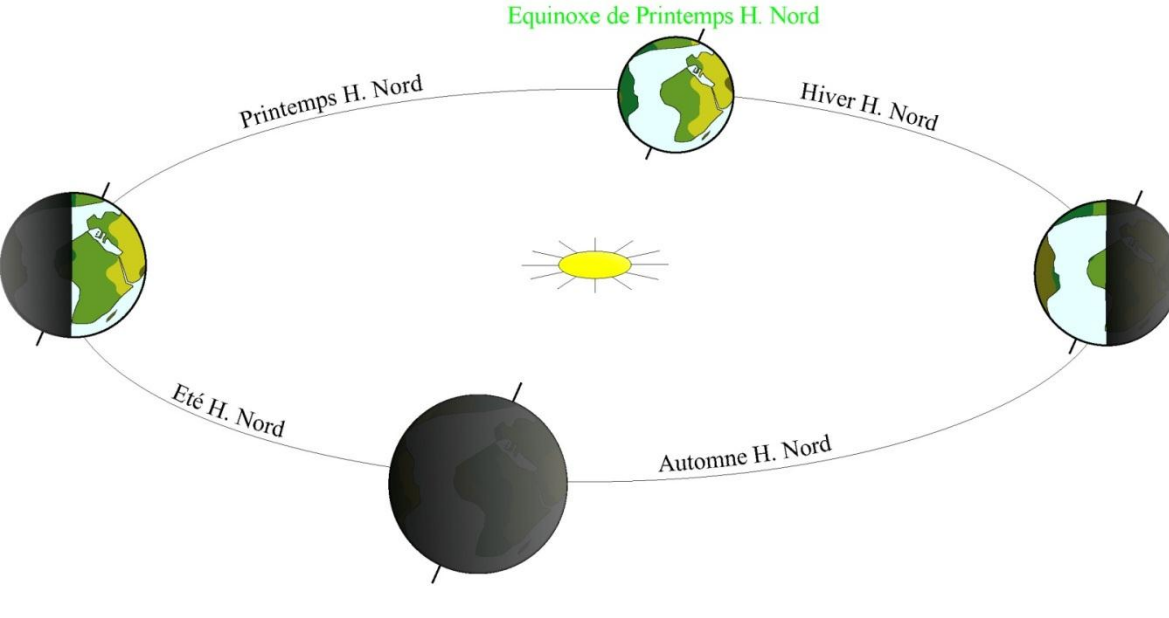 Equinoxe de Printemps H. Nord
Printemps H. Nord
Hiver H. Nord
Eté H. Nord
Automne H. Nord